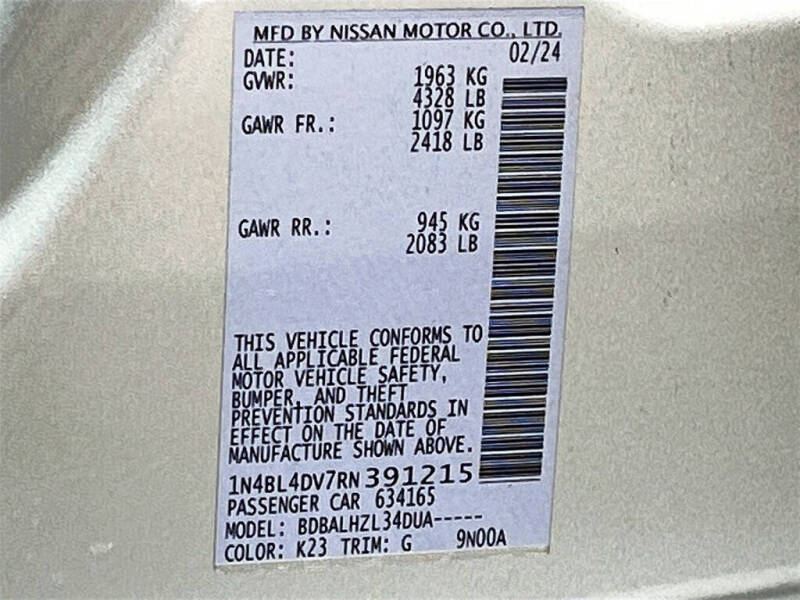 MFD BY NISSAN MOTOR CO., LTD.
DATE: 02/24
GVWR: 1963 KG
4328 LB
GAWR FR.: 1097 KG
2418 LB
GAWR RR.: 945 KG
2083 LB
THIS VEHICLE CONFORMS TO
ALL APPLICABLE FEDERAL
MOTOR VEHICLE SAFETY,
BUMPER, AND THEFT
PREVENTION STANDARDS IN
EFFECT ON THE DATE OF
MANUFACTURE SHOWN ABOVE.
1N4BL4DV7RN391215
PASSENGER CAR 634165
MODEL: BDBALHZL34DUA-----
COLOR: K23 TRIM: G 9N00A